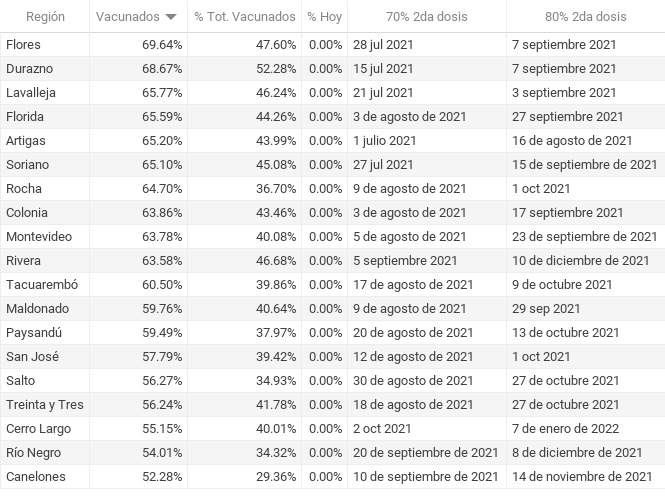 Región Vacunados % Tot. Vacunados % Hoy 70% 2da dosis 80% 2da dosis
Flores 69.64% 47.60% 0.00% 28 jul 2021 7 septiembre 2021
Durazno 68.67% 52.28% 0.00% 15 jul 2021 7 septiembre 2021
Lavalleja 65.77% 46.24% 0.00% 21 jul 2021 3 septiembre 2021
Florida 65.59% 44.26% 0.00% 3 de agosto de 2021 27 septiembre 2021
Artigas 65.20% 43.99% 0.00% 1 julio 2021 16 de agosto de 2021
Soriano 65.10% 45.08% 0.00% 27 jul 2021 15 de septiembre de 2021
Rocha 64.70% 36.70% 0.00% 9 de agosto de 2021 1 oct 2021
Colonia 63.86% 43.46% 0.00% 3 de agosto de 2021 17 septiembre 2021
Montevideo 63.78% 40.08% 0.00% 5 de agosto de 2021 23 de septiembre de 2021
Rivera 63.58% 46.68% 0.00% 5 septiembre 2021 10 de diciembre de 2021
Tacuarembó 60.50% 39.86% 0.00% 17 de agosto de 2021 9 de octubre 2021
Maldonado 59.76% 40.64% 0.00% 9 de agosto de 2021 29 sep 2021
Paysandú 59.49% 37.97% 0.00% 20 de agosto de 2021 13 de octubre 2021
San José 57.79% 39.42% 0.00% 12 de agosto de 2021 1 oct 2021
Salto 56.27% 34.93% 0.00% 30 de agosto de 2021 27 de octubre 2021
Treinta y Tres 56.24% 41.78% 0.00% 18 de agosto de 2021 27 de octubre 2021
Cerro Largo 55.15% 40.01% 0.00% 2 oct 2021 7 de enero de 2022
Río Negro 54.01% 34.32% 0.00% 20 de septiembre de 2021 8 de diciembre de 2021
Canelones 52.28% 29.36% 0.00% 10 de septiembre de 2021 14 de noviembre de 2021